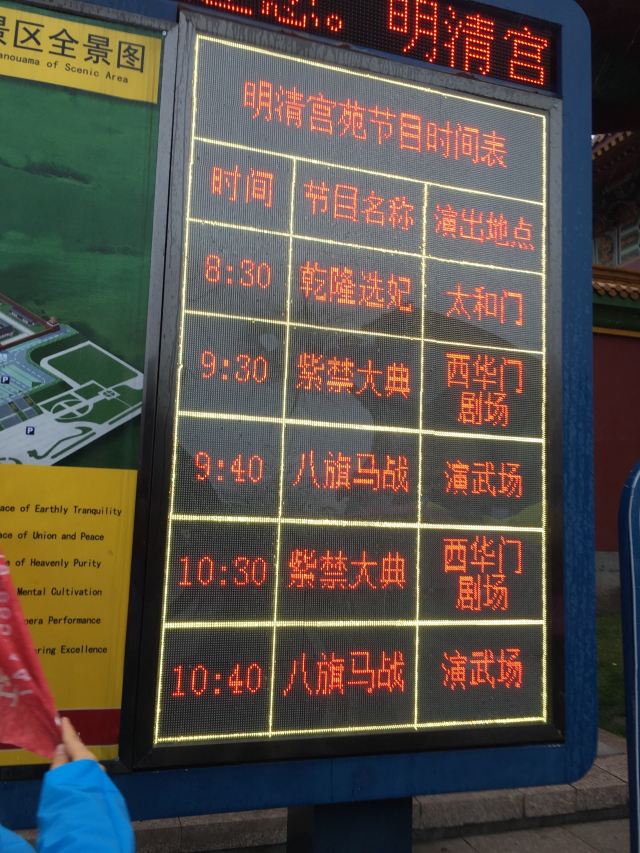 景区全景图
anouama of Scenic Area
明清宫
明清宫苑节目时间表
时间 节目名称 演出地点
8:30 乾隆选妃 太和门
9:30 紫禁大典 西华门
剧场
9:40 八旗马战 演武场
10:30 紫禁大典 西华门
剧场
10:40 八旗马战 演武场
P
P
ace of Earthly Tranquility
ce of Union and Peace
e of Heavenly Purity
Mental Cultivation
pera Performance
ering Excellence